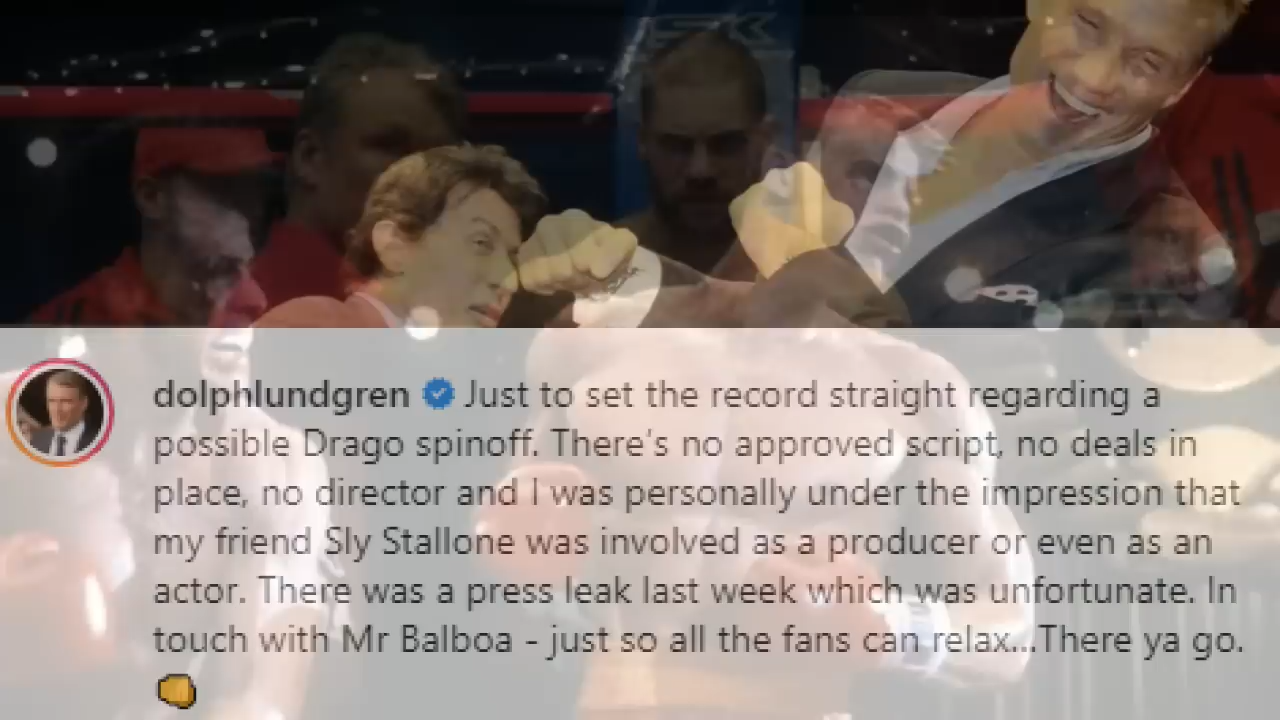 dolphlundgren Just to set the record straight regarding a
possible Drago spinoff. There's no approved script, no deals in
place, no director and I was personally under the impression that
my friend Sly Stallone was involved as a producer or even as an
actor. There was a press leak last week which was unfortunate. In
touch with Mr Balboa - just so all the fans can relax...There ya go.
👊